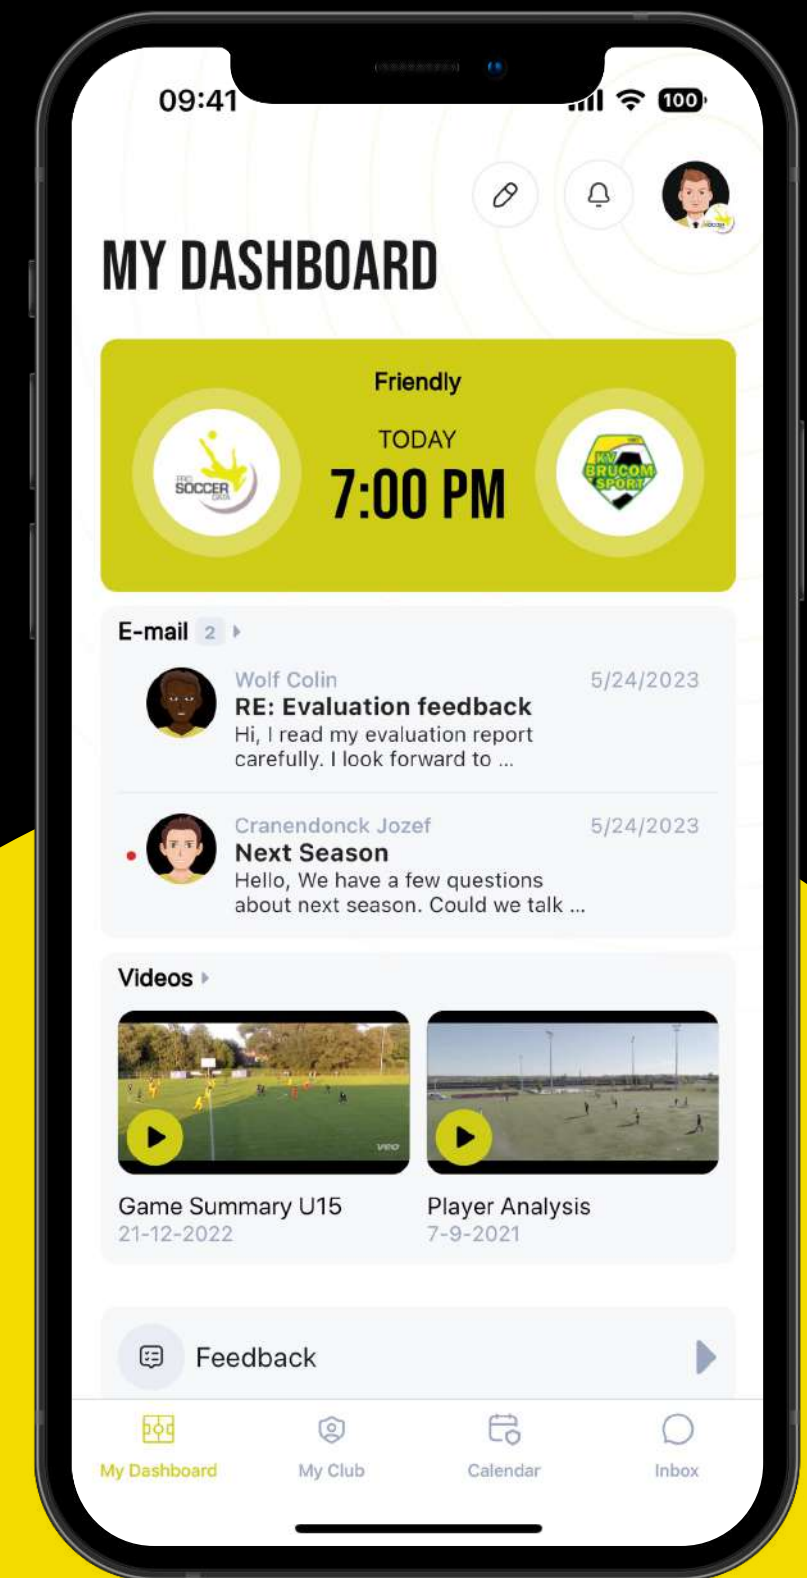 09:41
100
MY DASHBOARD
Friendly
TODAY
7:00 PM
PRO
SOCCER
DATA
KV
BRUCOM
SPORT
E-mail 2
Wolf Colin 5/24/2023
RE: Evaluation feedback
Hi, I read my evaluation report
carefully. I look forward to ...
Cranendonck Jozef 5/24/2023
Next Season
Hello, We have a few questions
about next season. Could we talk ...
Videos
veo
Game Summary U15 Player Analysis
21-12-2022 7-9-2021
Feedback
My Dashboard My Club Calendar Inbox